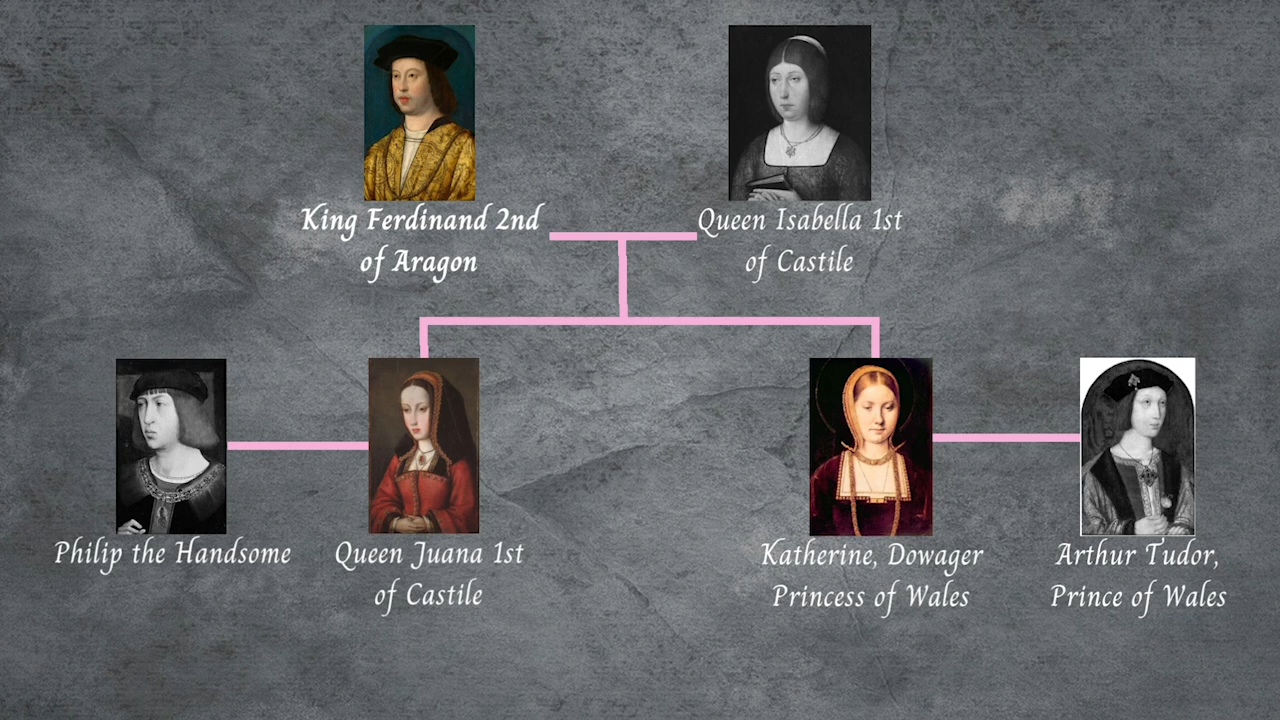 King Ferdinand 2nd
of Aragon
Queen Isabella 1st
of Castile
Philip the Handsome
Queen Juana 1st
of Castile
Katherine, Dowager
Princess of Wales
Arthur Tudor,
Prince of Wales